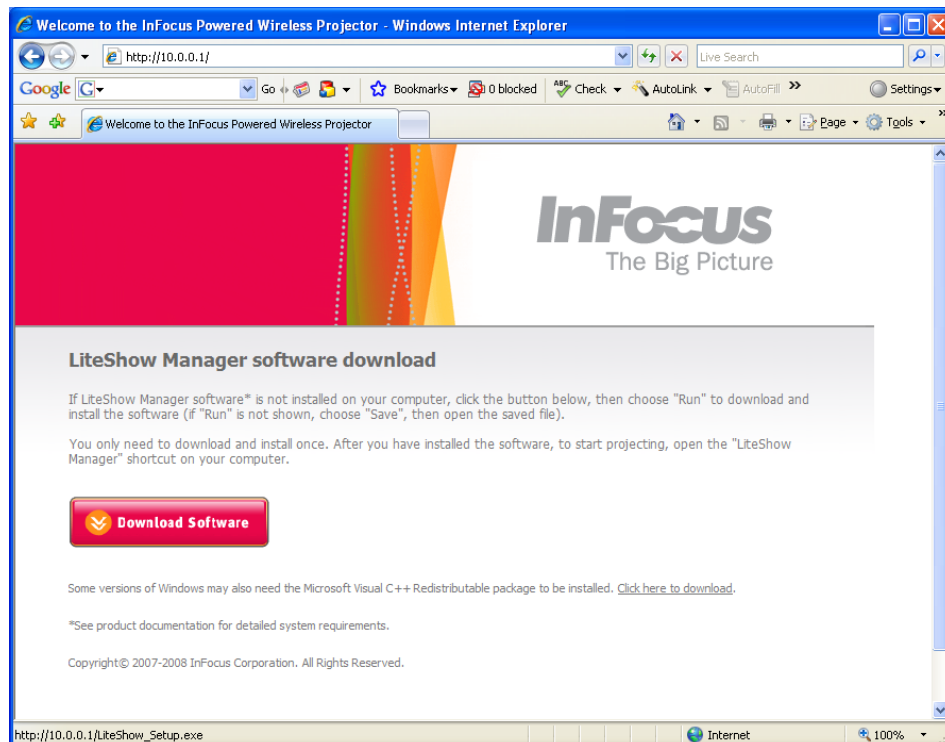 Welcome to the InFocus Powered Wireless Projector - Windows Internet Explorer
http://10.0.0.1/
Live Search
Google G Go Bookmarks 0 blocked ABC Check AutoLink AutoFill » Settings
Welcome to the InFocus Powered Wireless Projector Page Tools »
InFocus
The Big Picture
LiteShow Manager software download
If LiteShow Manager software* is not installed on your computer, click the button below, then choose "Run" to download and
install the software (if "Run" is not shown, choose "Save", then open the saved file).
You only need to download and install once. After you have installed the software, to start projecting, open the "LiteShow
Manager" shortcut on your computer.
Download Software
Some versions of Windows may also need the Microsoft Visual C++ Redistributable package to be installed. Click here to download.
*See product documentation for detailed system requirements.
Copyright© 2007-2008 InFocus Corporation. All Rights Reserved.
http://10.0.0.1/LiteShow_Setup.exe Internet 100%